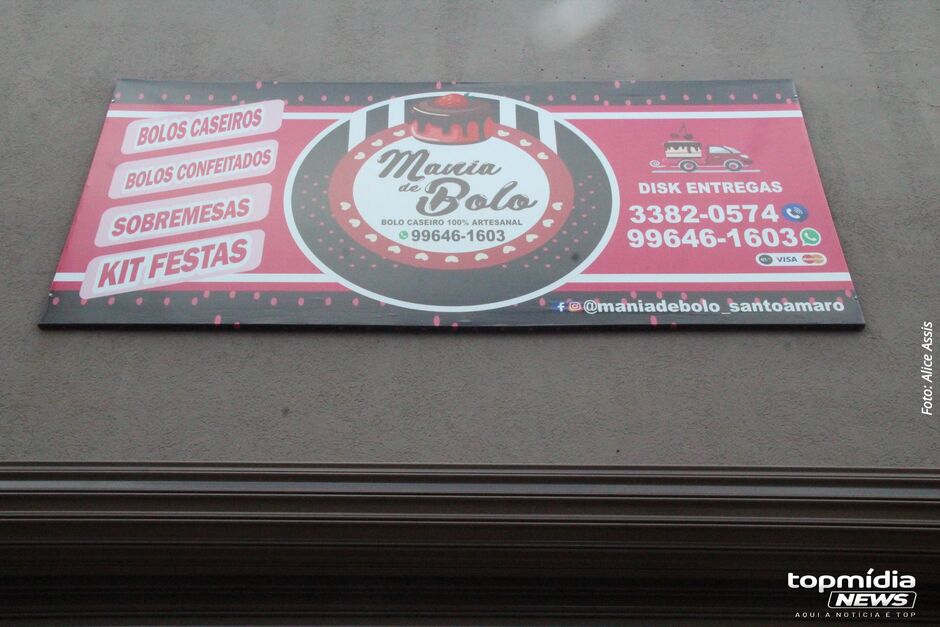 BOLOS CASEIROS
BOLOS CONFEITADOS
SOBREMESAS
KIT FESTAS
Mania
de
Bolo
BOLO CASEIRO 100% ARTESANAL
99646-1603
DISK ENTREGAS
3382-0574
99646-1603
VISA
@maniadebolo_santoamaro
Foto: Alice Assis
topmídia
NEWS
AQUI A NOTÍCIA É TOP